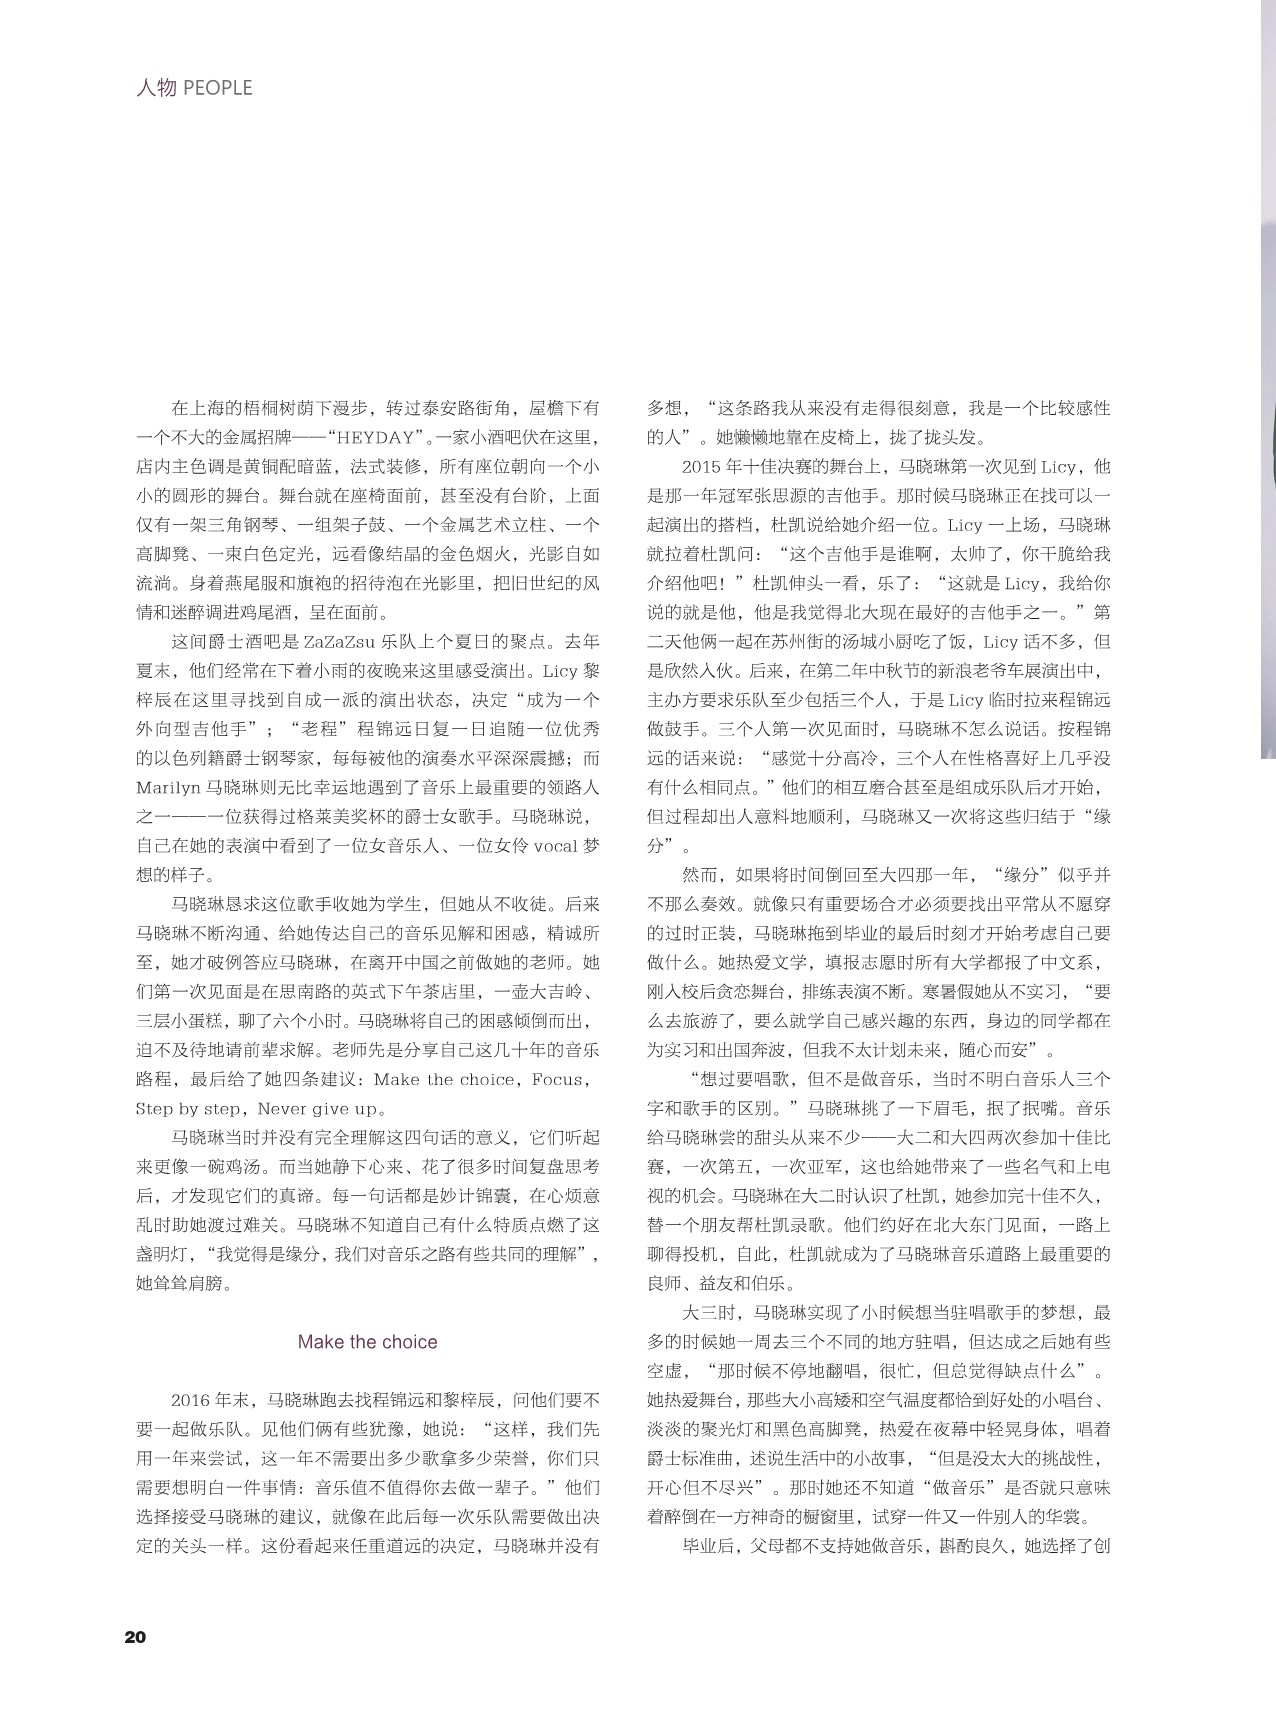 人物 PEOPLE
在上海的梧桐树荫下漫步，转过泰安路街角，屋檐下有
一个不大的金属招牌——“HEYDAY”。一家小酒吧伏在这里，
店内主色调是黄铜配暗蓝，法式装修，所有座位朝向一个小
小的圆形的舞台。舞台就在座椅面前，甚至没有台阶，上面
仅有一架三角钢琴、一组架子鼓、一个金属艺术立柱、一个
高脚凳、一束白色定光，远看像结晶的金色烟火，光影自如
流淌。身着燕尾服和旗袍的招待泡在光影里，把旧世纪的风
情和迷醉调进鸡尾酒，呈在面前。
这间爵士酒吧是 ZaZaZsu 乐队上个夏日的聚点。去年
夏末，他们经常在下着小雨的夜晚来这里感受演出。Licy 黎
梓辰在这里寻找到自成一派的演出状态，决定“成为一个
外向型吉他手”；“老程”程锦远日复一日追随一位优秀
的以色列籍爵士钢琴家，每每被他的演奏水平深深震撼；而
Marilyn 马晓琳则无比幸运地遇到了音乐上最重要的领路人
之一——一位获得过格莱美奖杯的爵士女歌手。马晓琳说，
自己在她的表演中看到了一位女音乐人、一位女伶 vocal 梦
想的样子。
马晓琳恳求这位歌手收她为学生，但她从不收徒。后来
马晓琳不断沟通、给她传达自己的音乐见解和困惑，精诚所
至，她才破例答应马晓琳，在离开中国之前做她的老师。她
们第一次见面是在思南路的英式下午茶店里，一壶大吉岭、
三层小蛋糕，聊了六个小时。马晓琳将自己的困惑倾倒而出，
迫不及待地请前辈求解。老师先是分享自己这几十年的音乐
路程，最后给了她四条建议：Make the choice，Focus，
Step by step，Never give up。
马晓琳当时并没有完全理解这四句话的意义，它们听起
来更像一碗鸡汤。而当她静下心来、花了很多时间复盘思考
后，才发现它们的真谛。每一句话都是妙计锦囊，在心烦意
乱时助她渡过难关。马晓琳不知道自己有什么特质点燃了这
盏明灯，“我觉得是缘分，我们对音乐之路有些共同的理解”，
她耸耸肩膀。
Make the choice
2016 年末，马晓琳跑去找程锦远和黎梓辰，问他们要不
要一起做乐队。见他们俩有些犹豫，她说：“这样，我们先
用一年来尝试，这一年不需要出多少歌拿多少荣誉，你们只
需要想明白一件事情：音乐值不值得你去做一辈子。”他们
选择接受马晓琳的建议，就像在此后每一次乐队需要做出决
定的关头一样。这份看起来任重道远的决定，马晓琳并没有
多想，“这条路我从来没有走得很刻意，我是一个比较感性
的人”。她懒懒地靠在皮椅上，拢了拢头发。
2015 年十佳决赛的舞台上，马晓琳第一次见到 Licy，他
是那一年冠军张思源的吉他手。那时候马晓琳正在找可以一
起演出的搭档，杜凯说给她介绍一位。Licy 一上场，马晓琳
就拉着杜凯问：“这个吉他手是谁啊，太帅了，你干脆给我
介绍他吧！”杜凯伸头一看，乐了：“这就是 Licy，我给你
说的就是他，他是我觉得北大现在最好的吉他手之一。”第
二天他俩一起在苏州街的汤城小厨吃了饭，Licy 话不多，但
是欣然入伙。后来，在第二年中秋节的新浪老爷车展演出中，
主办方要求乐队至少包括三个人，于是 Licy 临时拉来程锦远
做鼓手。三个人第一次见面时，马晓琳不怎么说话。按程锦
远的话来说：“感觉十分高冷，三个人在性格喜好上几乎没
有什么相同点。”他们的相互磨合甚至是组成乐队后才开始，
但过程却出人意料地顺利，马晓琳又一次将这些归结于“缘
分”。
然而，如果将时间倒回至大四那一年，“缘分”似乎并
不那么奏效。就像只有重要场合才必须要找出平常从不愿穿
的过时正装，马晓琳拖到毕业的最后时刻才开始考虑自己要
做什么。她热爱文学，填报志愿时所有大学都报了中文系，
刚入校后贪恋舞台，排练表演不断。寒暑假她从不实习，“要
么去旅游了，要么就学自己感兴趣的东西，身边的同学都在
为实习和出国奔波，但我不太计划未来，随心而安”。
“想过要唱歌，但不是做音乐，当时不明白音乐人三个
字和歌手的区别。”马晓琳挑了一下眉毛，抿了抿嘴。音乐
给马晓琳尝的甜头从来不少——大二和大四两次参加十佳比
赛，一次第五，一次亚军，这也给她带来了一些名气和上电
视的机会。马晓琳在大二时认识了杜凯，她参加完十佳不久，
替一个朋友帮杜凯录歌。他们约好在北大东门见面，一路上
聊得投机，自此，杜凯就成为了马晓琳音乐道路上最重要的
良师、益友和伯乐。
大三时，马晓琳实现了小时候想当驻唱歌手的梦想，最
多的时候她一周去三个不同的地方驻唱，但达成之后她有些
空虚，“那时候不停地翻唱，很忙，但总觉得缺点什么”。
她热爱舞台，那些大小高矮和空气温度都恰到好处的小唱台、
淡淡的聚光灯和黑色高脚凳，热爱在夜幕中轻晃身体，唱着
爵士标准曲，述说生活中的小故事，“但是没太大的挑战性，
开心但不尽兴”。那时她还不知道“做音乐”是否就只意味
着醉倒在一方神奇的橱窗里，试穿一件又一件别人的华裳。
毕业后，父母都不支持她做音乐，斟酌良久，她选择了创
20